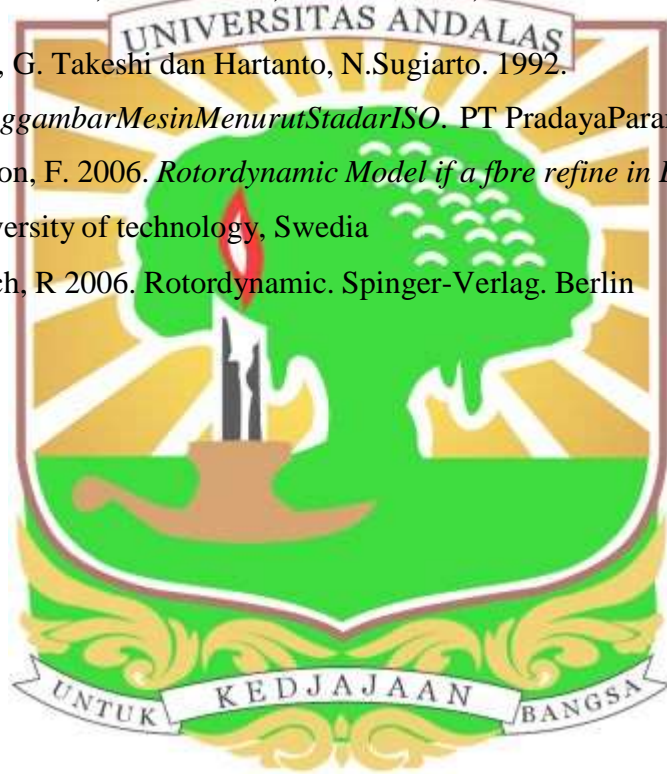 UNIVERSITAS ANDALAS
G. Takeshi dan Hartanto, N.Sugiarto. 1992.
ggambarMesinMenurutStadarISO. PT PradayaPara
on, F. 2006. Rotordynamic Model if a fbre refine in
versity of technology, Swedia
ch, R 2006. Rotordynamic. Spinger-Verlag. Berlin
UNTUK KEDJAJAAN BANGSA